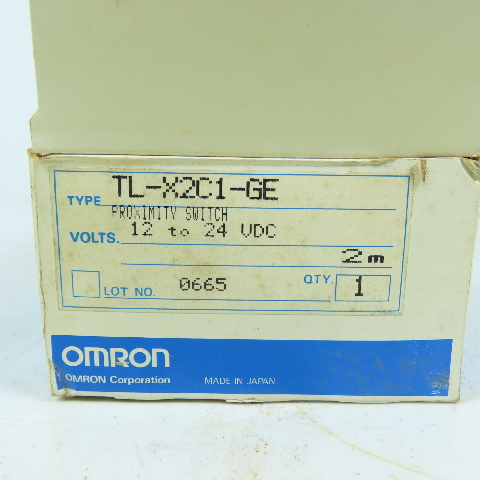 TYPE TL-X2C1-GE
PROXIMITY SWITCH
VOLTS. 12 to 24 VDC
2m
LOT NO. 0665 QTY. 1
OMRON
OMRON Corporation MADE IN JAPAN